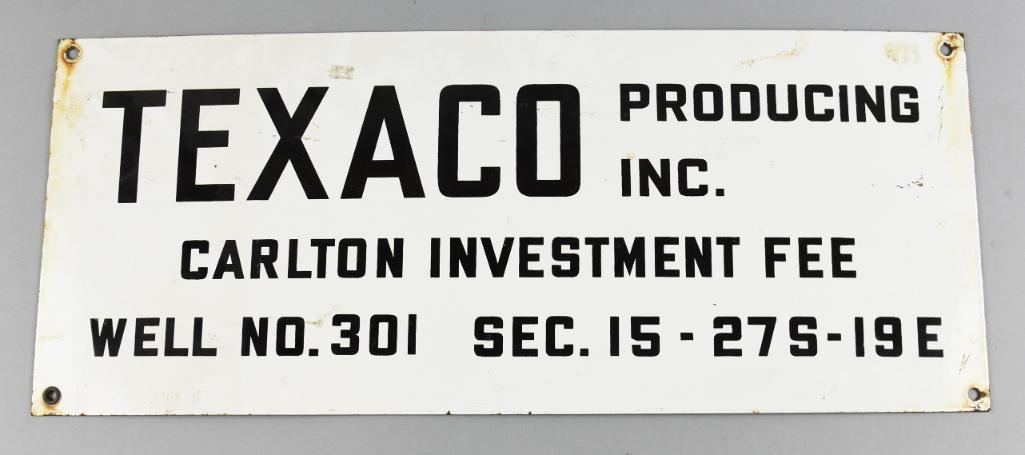 TEXACO PRODUCING
INC.
CARLTON INVESTMENT FEE
WELL NO. 301 SEC. 15 - 27S-19E